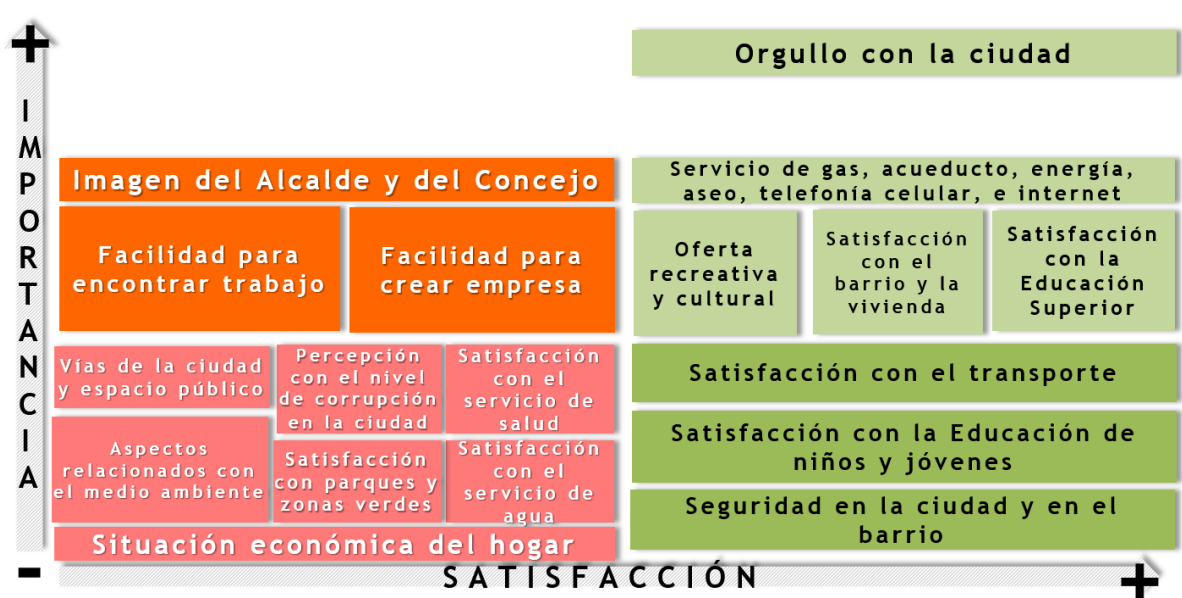 +
IMPORTANCIA
-
Orgullo con la ciudad
Imagen del Alcalde y del Concejo
Servicio de gas, acueducto, energía,
aseo, telefonía celular, e internet
Facilidad para
encontrar trabajo
Facilidad para
crear empresa
Oferta
recreativa
y cultural
Satisfacción
con el
barrio y la
vivienda
Satisfacción
con la
Educación
Superior
Vías de la ciudad
y espacio público
Percepción
con el nivel
de corrupción
en la ciudad
Satisfacción
con el
servicio de
salud
Satisfacción con el transporte
Aspectos
relacionados con
el medio ambiente
Satisfacción
con parques y
zonas verdes
Satisfacción
con el
servicio de
agua
Satisfacción con la Educación de
niños y jóvenes
Situación económica del hogar
Seguridad en la ciudad y en el
barrio
SATISFACCIÓN
+